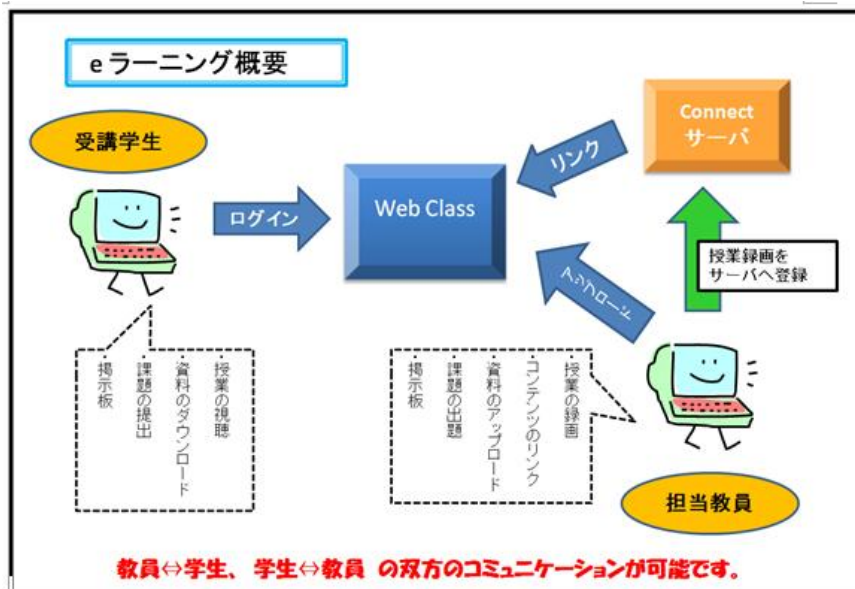 eラーニング概要
受講学生
Connect
サーバ
リンク
ログイン
Web Class
授業録画を
サーバへ登録
アップロード
・授業の視聴
・資料のダウンロード
・課題の提出
・掲示板
・授業の録画
・コンテンツのリンク
・資料のアップロード
・課題の出題
・掲示板
担当教員
教員⇔学生、学生⇔教員 の双方のコミュニケーションが可能です。